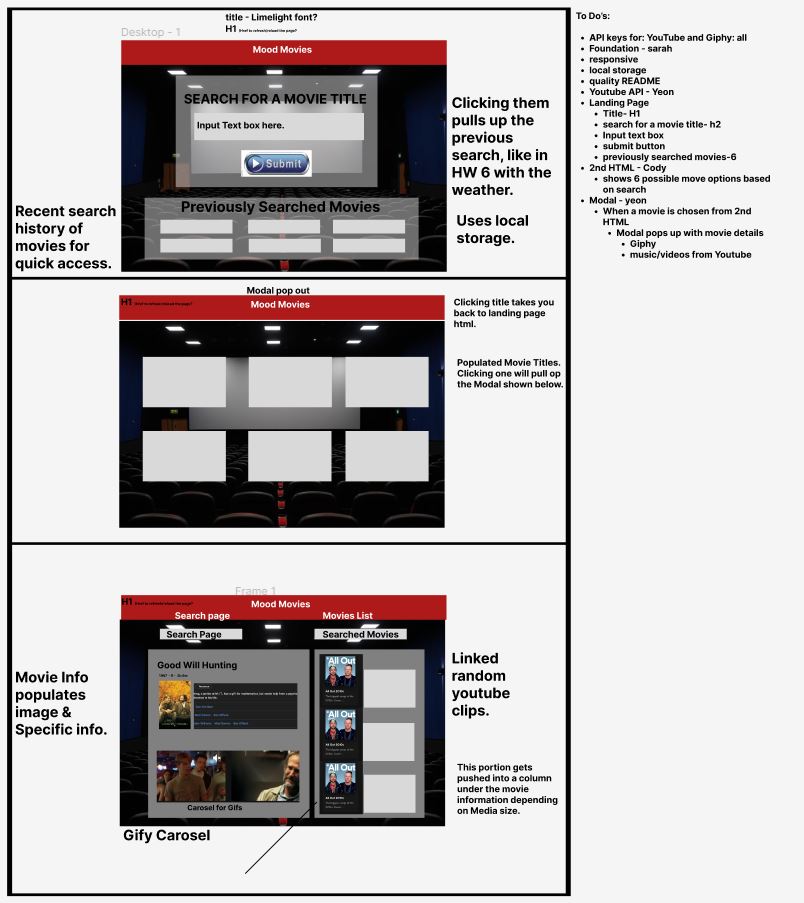 title - Limelight font?
H1 (Href to refresh/reload the page?
Desktop - 1
Mood Movies
SEARCH FOR A MOVIE TITLE
Input Text box here.
Submit
Previously Searched Movies
Recent search
history of
movies for
quick access.
Clicking them
pulls up the
previous
search, like in
HW 6 with the
weather.
Uses local
storage.
Modal pop out
H1 (Href to refresh/reload the page?
Mood Movies
Clicking title takes you
back to landing page
html.
Populated Movie Titles.
Clicking one will pull op
the Modal shown below.
Frame 1
H1 (Href to refresh/reload the page?
Mood Movies
Search page
Movies List
Search Page
Searched Movies
Good Will Hunting
"All Out
All Out 2010s
"All Out
All Out 2010s
"All Out
All Out 2010s
Carosel for Gifs
Gify Carosel
Movie Info
populates
image &
Specific info.
Linked
random
youtube
clips.
This portion gets
pushed into a column
under the movie
information depending
on Media size.
To Do's:
• API keys for: YouTube and Giphy: all
• Foundation - sarah
• responsive
• local storage
• quality README
• Youtube API - Yeon
• Landing Page
• Title- H1
• search for a movie title- h2
• Input text box
• submit button
• previously searched movies-6
• 2nd HTML - Cody
• shows 6 possible move options based
on search
• Modal - yeon
• When a movie is chosen from 2nd
HTML
• Modal pops up with movie details
• Giphy
• music/videos from Youtube